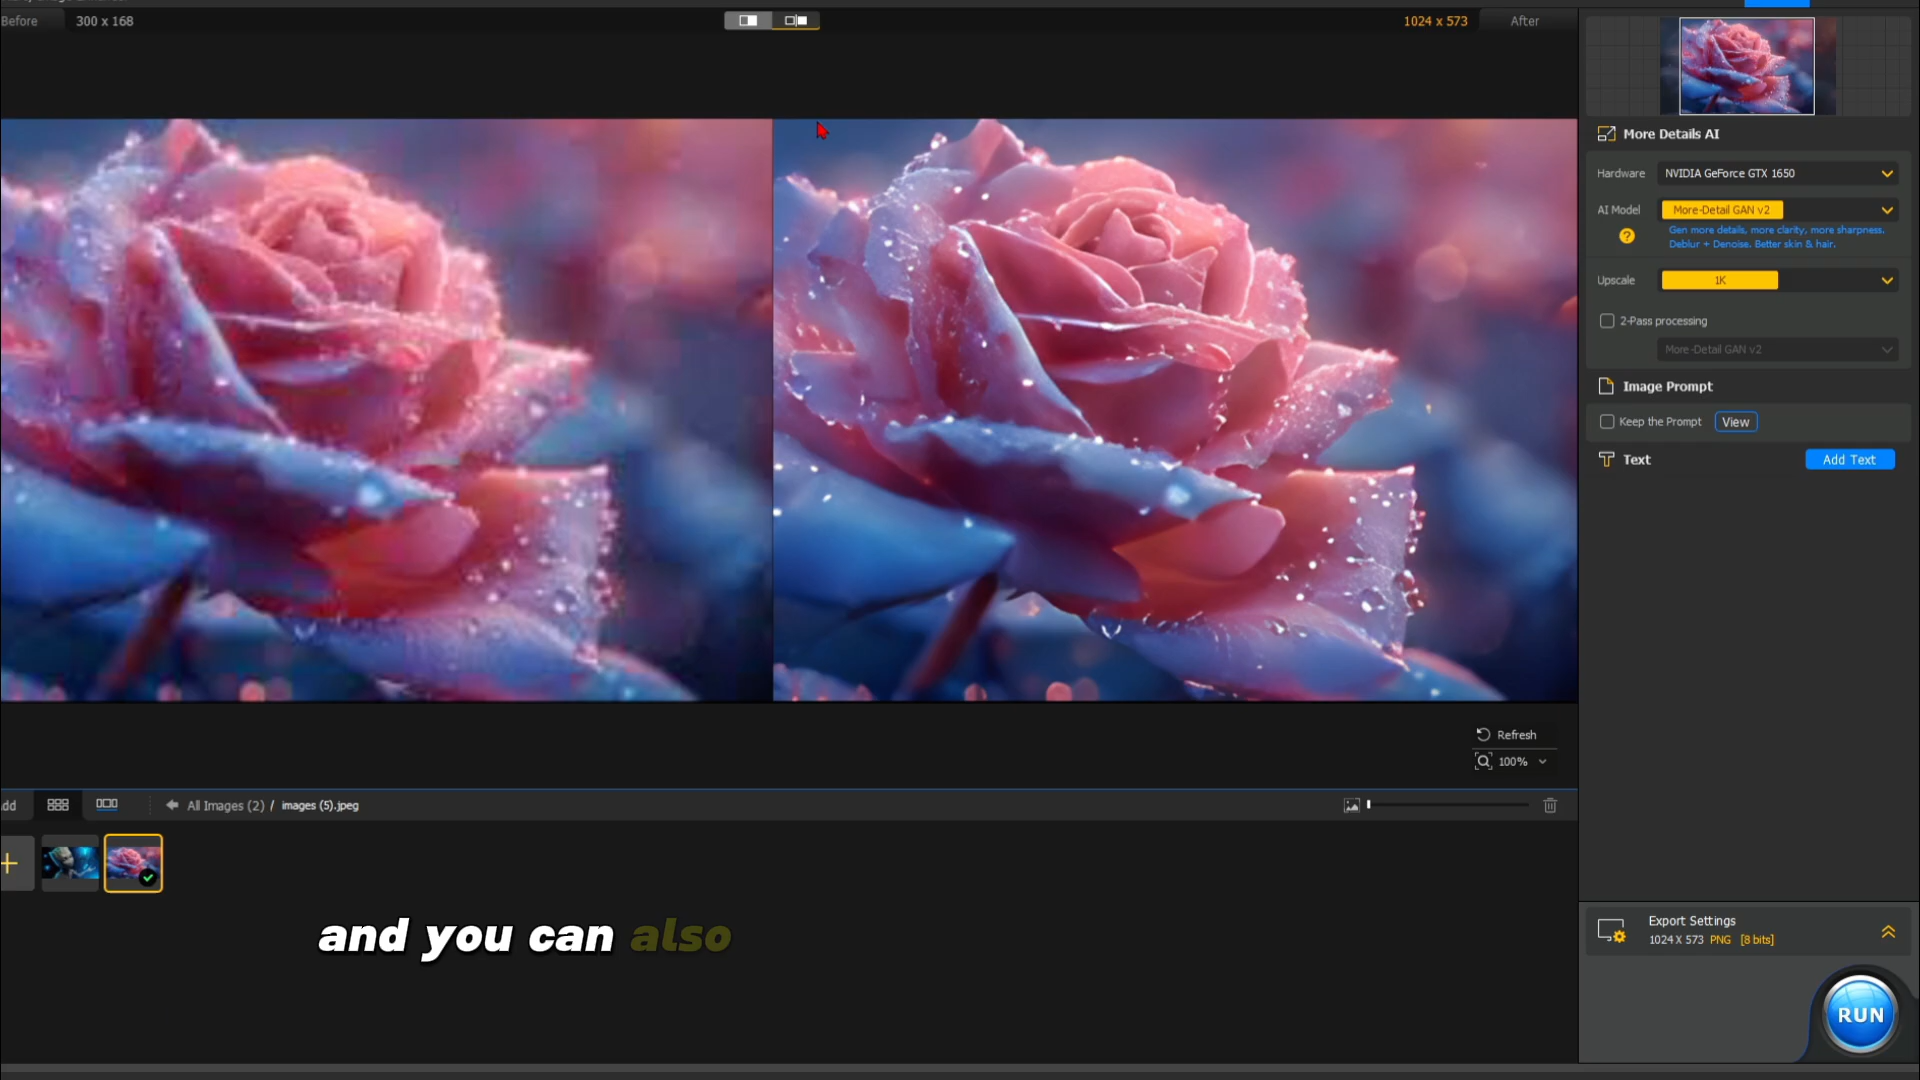 Before
300 x 168
1024 x 573
After
More Details AI
Hardware
NVIDIA GeForce GTX 1650
AI Model
More-Detail GAN v2
?
Gen more details, more clarity, more sharpness.
Deblur + Denoise. Better skin & hair.
Upscale
1K
2-Pass processing
More-Detail GAN v2
Image Prompt
Keep the Prompt
View
Text
Add Text
Refresh
100%
All Images (2) / images (5).jpeg
and you can also
Export Settings
1024 X 573 PNG [8 bits]
RUN